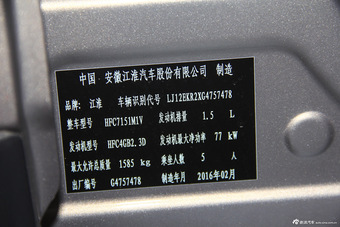 中国 安徽江淮汽车股份有限公司 制造
品牌: 江淮 车辆识别代号 LJ12EKR2XG4757478
整车型号 HFC7151M1V 发动机排量 1.5 L
发动机型号 HFC4GB2.3D 发动机最大净功率 77 kW
最大允许总质量 1585 kg 乘坐人数 5 人
出厂编号 G4757478 制造年月 2016年02月